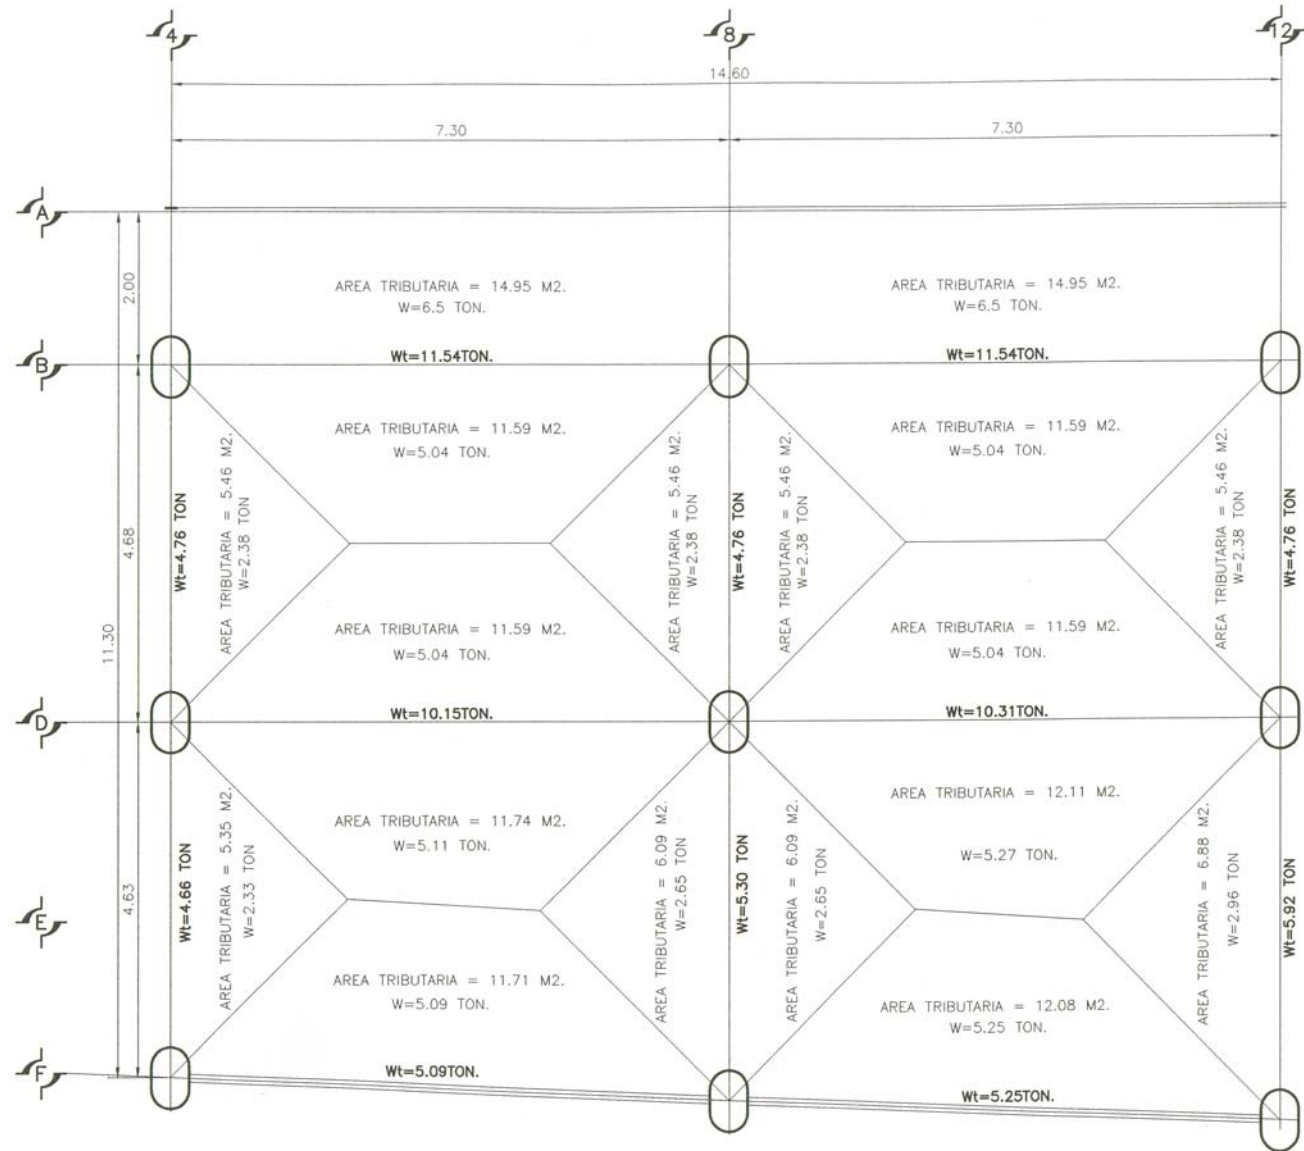 4
8
12
14.60
7.30
7.30
A
2.00
AREA TRIBUTARIA = 14.95 M2.
W=6.5 TON.
AREA TRIBUTARIA = 14.95 M2.
W=6.5 TON.
B
Wt=11.54TON.
Wt=11.54TON.
AREA TRIBUTARIA = 11.59 M2.
W=5.04 TON.
AREA TRIBUTARIA = 11.59 M2.
W=5.04 TON.
11.30
4.68
Wt=4.76 TON
AREA TRIBUTARIA = 5.46 M2.
W=2.38 TON
AREA TRIBUTARIA = 5.46 M2.
W=2.38 TON
Wt=4.76 TON
AREA TRIBUTARIA = 5.46 M2.
W=2.38 TON
AREA TRIBUTARIA = 5.46 M2.
W=2.38 TON
Wt=4.76 TON
AREA TRIBUTARIA = 11.59 M2.
W=5.04 TON.
AREA TRIBUTARIA = 11.59 M2.
W=5.04 TON.
D
Wt=10.15TON.
Wt=10.31TON.
AREA TRIBUTARIA = 11.74 M2.
W=5.11 TON.
AREA TRIBUTARIA = 12.11 M2.
W=5.27 TON.
4.63
Wt=4.66 TON
AREA TRIBUTARIA = 5.35 M2.
W=2.33 TON
AREA TRIBUTARIA = 6.09 M2.
W=2.65 TON
Wt=5.30 TON
AREA TRIBUTARIA = 6.09 M2.
W=2.65 TON
AREA TRIBUTARIA = 6.88 M2.
W=2.96 TON
Wt=5.92 TON
E
AREA TRIBUTARIA = 11.71 M2.
W=5.09 TON.
AREA TRIBUTARIA = 12.08 M2.
W=5.25 TON.
F
Wt=5.09TON.
Wt=5.25TON.